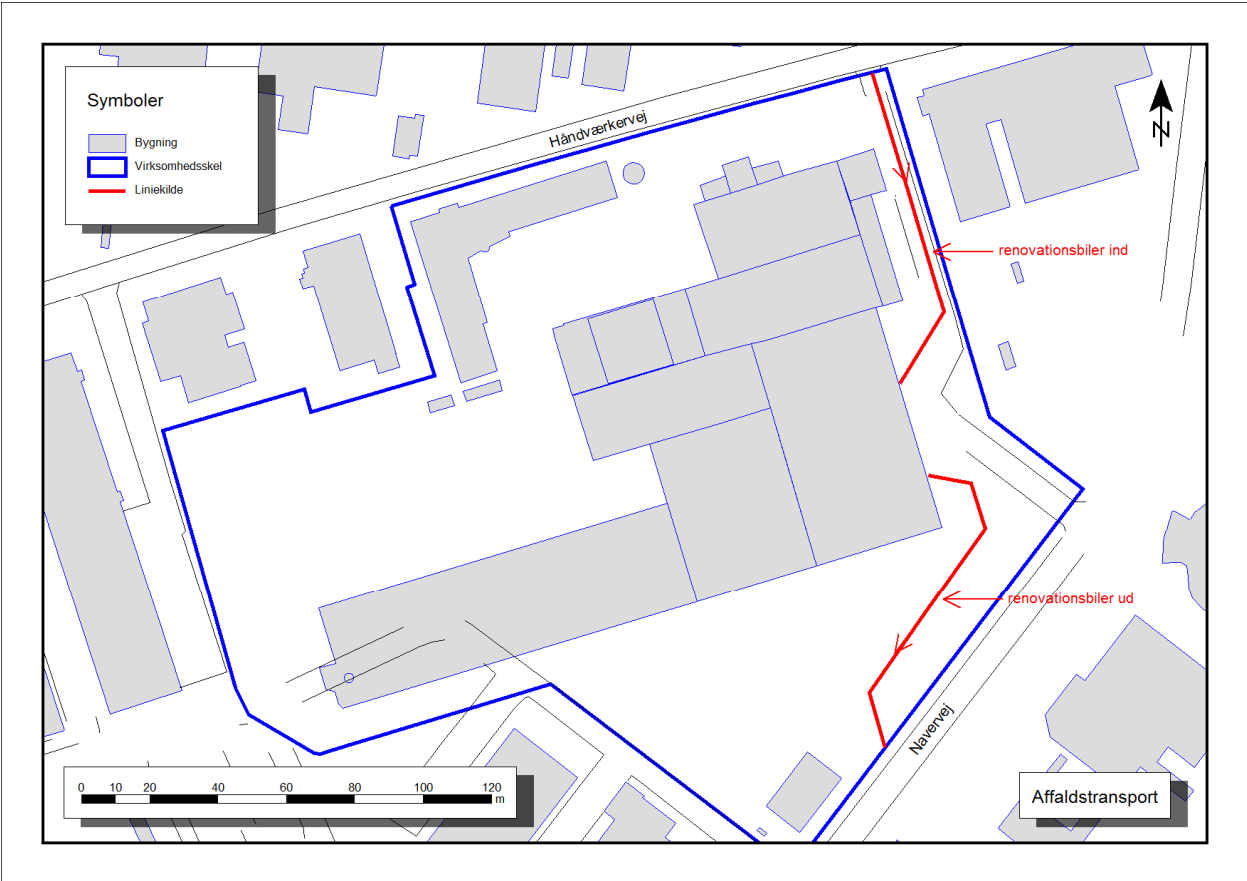 Symboler
Bygning
Virksomhedsskel
Liniekilde
Håndværkervej
N
renovationsbiler ind
renovationsbiler ud
Navervej
0 10 20 40 60 80 100 120
m
Affaldstransport